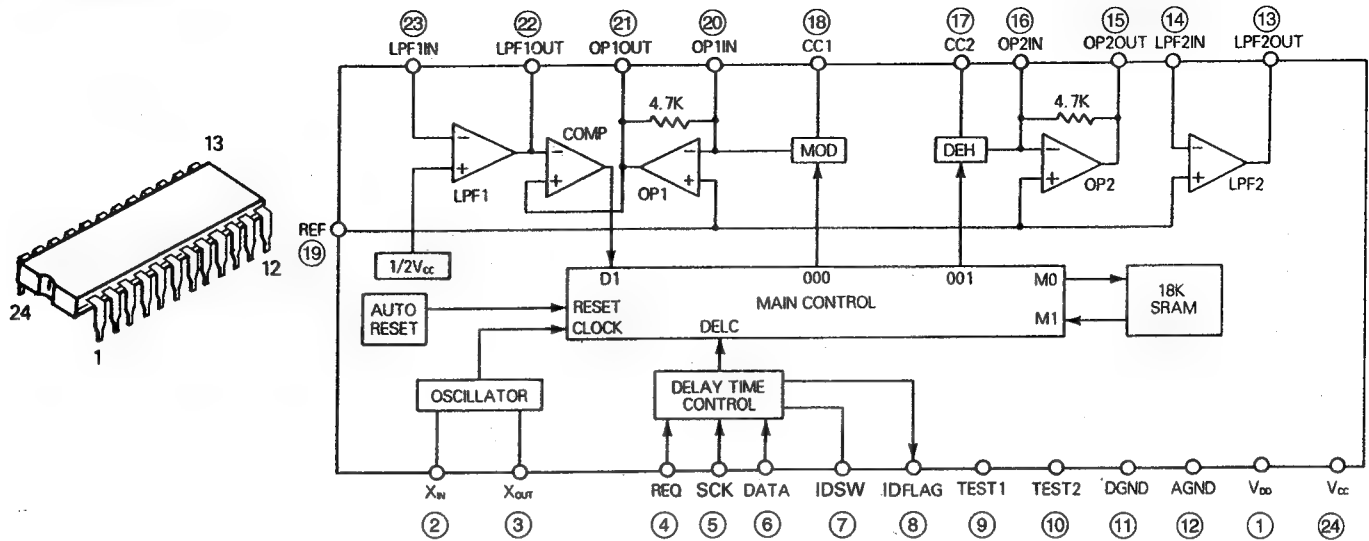 23 22 21 20 18 17 16 15 14 13
LPF1IN LPF1OUT OP1OUT OP1IN CC1 CC2 OP2IN OP2OUT LPF2IN LPF2OUT
4.7K 4.7K
COMP
MOD DEH
LPF1 OP1 OP2 LPF2
13
12
24
1
REF
19
1/2Vcc
D1 000 001 M0
MAIN CONTROL
RESET
CLOCK DELC M1
18K
SRAM
AUTO
RESET
OSCILLATOR
DELAY TIME
CONTROL
XIN XOUT REQ SCK DATA IDSW IDFLAG TEST1 TEST2 DGND AGND VDD VCC
2 3 4 5 6 7 8 9 10 11 12 1 24